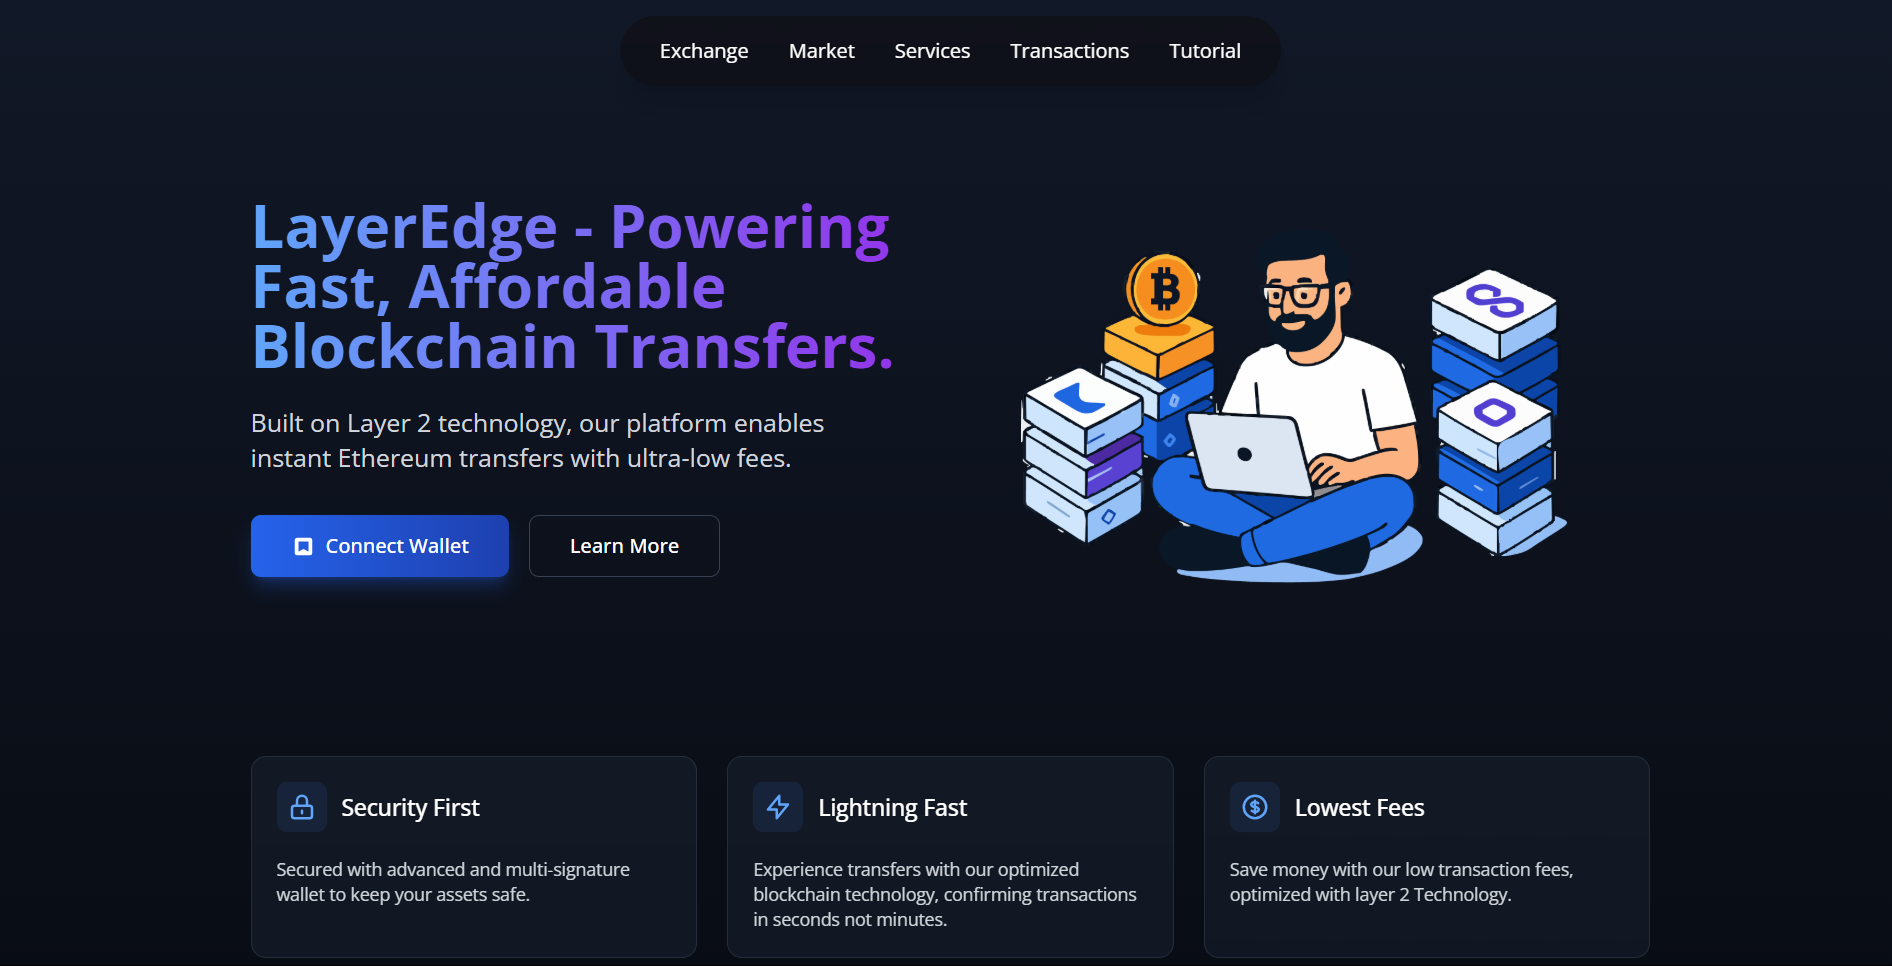 Exchange Market Services Transactions Tutorial
LayerEdge - Powering
Fast, Affordable
Blockchain Transfers.
Built on Layer 2 technology, our platform enables
instant Ethereum transfers with ultra-low fees.
Connect Wallet
Learn More
Security First
Secured with advanced and multi-signature
wallet to keep your assets safe.
Lightning Fast
Experience transfers with our optimized
blockchain technology, confirming transactions
in seconds not minutes.
Lowest Fees
Save money with our low transaction fees,
optimized with layer 2 Technology.